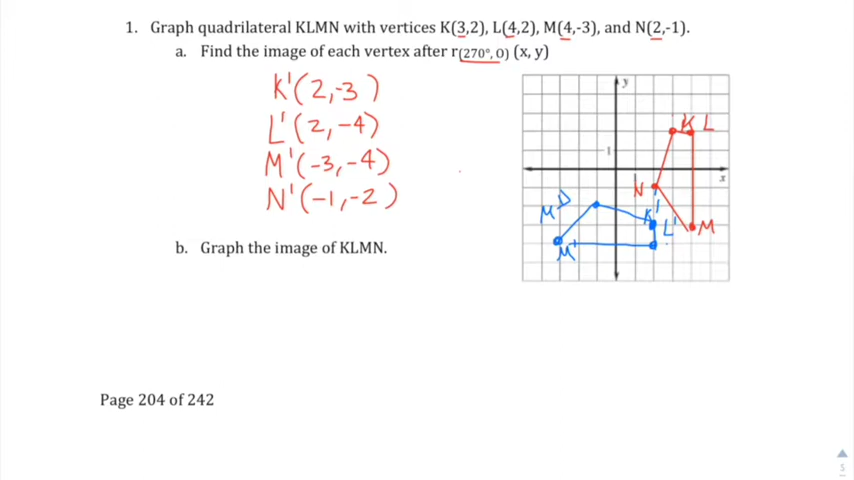 1. Graph quadrilateral KLMN with vertices K(3,2), L(4,2), M(4,-3), and N(2,-1).
a. Find the image of each vertex after r(270°, O) (x, y)
K'(2,-3)
L'(2,-4)
M'(-3,-4)
N'(-1,-2)
y
K L
1
x
N
K'
L'
M
M'
b. Graph the image of KLMN.
Page 204 of 242
5